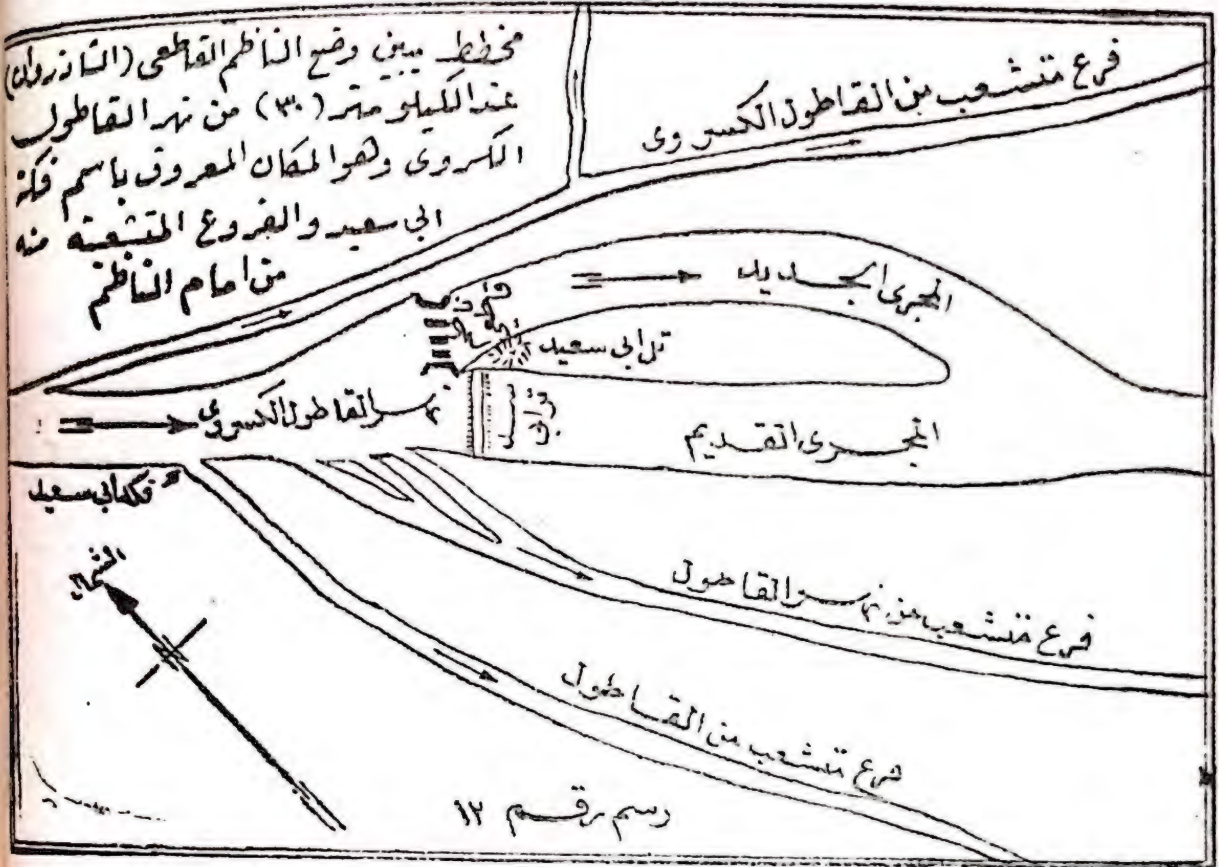 مخطط يبين وضع الناظم القاطعي (الشاذروان)
عند الكيلو متر (٣٠) من نهر القاطول
الكسروي وهو المكان المعروف باسم فكة
ابي سعيد والفروع المتشعبة منه
من امام الناظم
فرع متشعب من القاطول الكسروي
المجرى الجديد
تل ابي سعيد
نهر القاطول الكسروي
ترابي
المجرى القديم
فكة ابي سعيد
الشمال
فرع متشعب من نهر القاطول
فرع متشعب من القاطول
رسم رقم ١٢